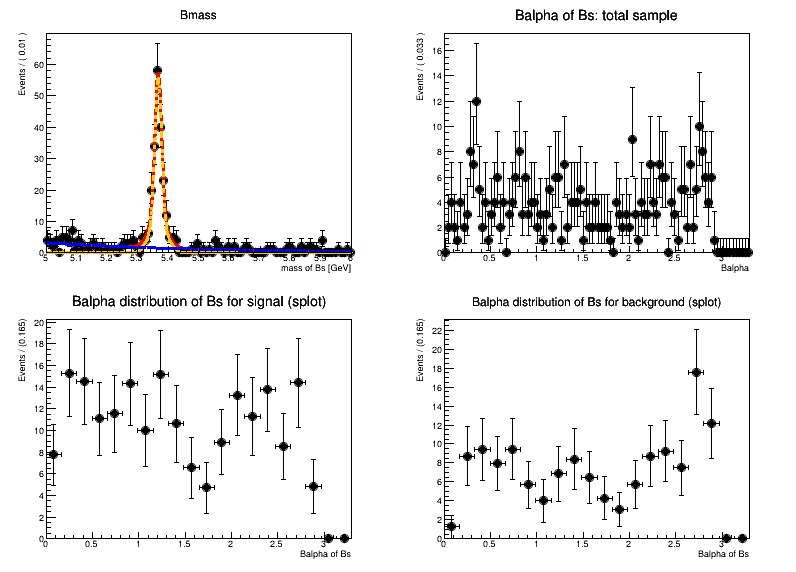 Bmass
Events / ( 0.01 )
60
50
40
30
20
10
0
5 5.1 5.2 5.3 5.4 5.5 5.6 5.7 5.8 5.9 6
mass of Bs [GeV]
Balpha of Bs: total sample
Events / ( 0.033 )
16
14
12
10
8
6
4
2
0
0 0.5 1 1.5 2 2.5 3
Balpha
Balpha distribution of Bs for signal (splot)
Events / (0.165)
20
18
16
14
12
10
8
6
4
2
0
0 0.5 1 1.5 2 2.5 3
Balpha of Bs
Balpha distribution of Bs for background (splot)
Events / (0.165)
22
20
18
16
14
12
10
8
6
4
2
0
0 0.5 1 1.5 2 2.5 3
Balpha of Bs